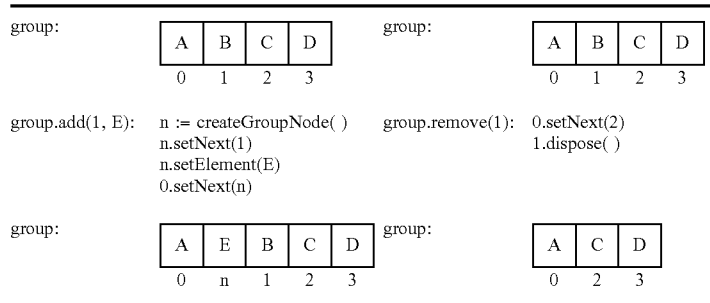 group: A B C D group: A B C D
0 1 2 3 0 1 2 3
group.add(1, E): n := createGroupNode( ) group.remove(1): 0.setNext(2)
n.setNext(1) 1.dispose( )
n.setElement(E)
0.setNext(n)
group: A E B C D group: A C D
0 n 1 2 3 0 2 3